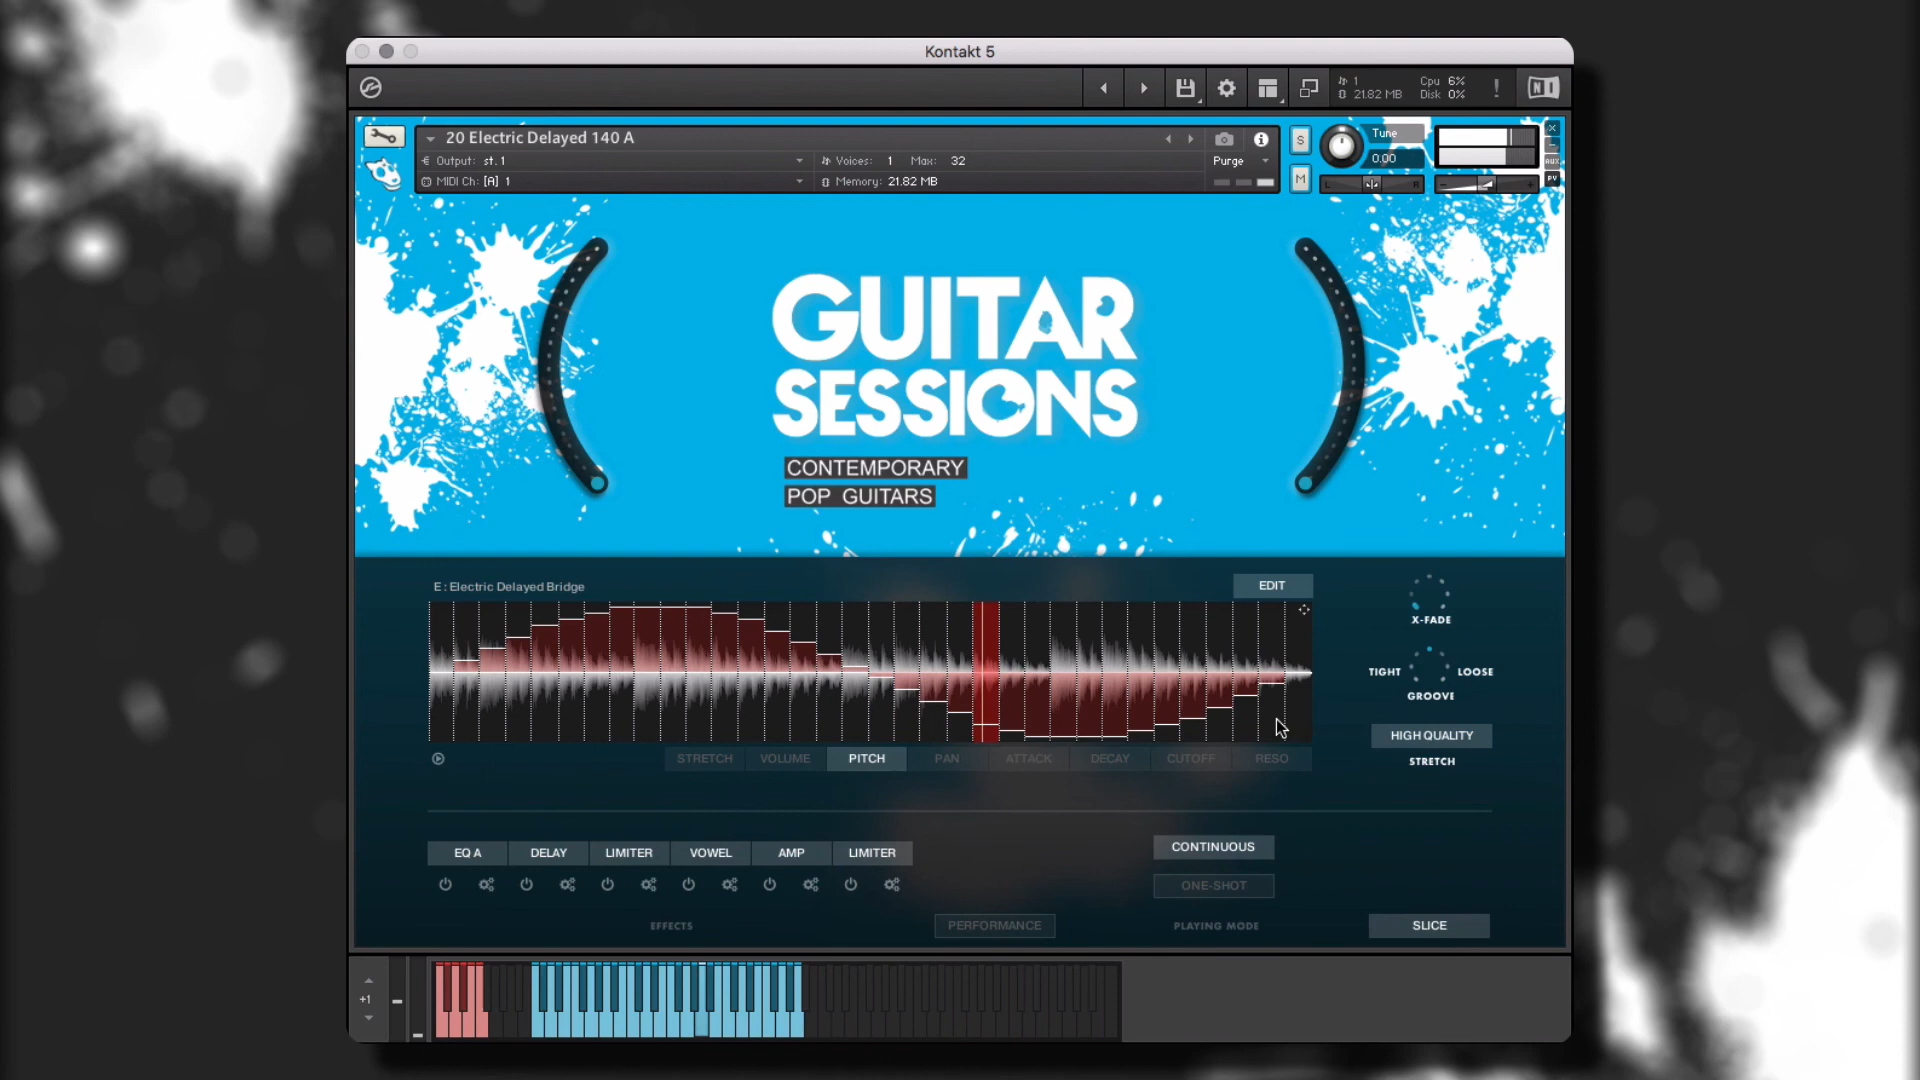 Kontakt 5
1
21.82 MB
Cpu 6%
Disk 0%
!
20 Electric Delayed 140 A
Output: st.1
Voices: 1 Max: 32
Purge
MIDI Ch: [A] 1
Memory: 21.82 MB
S
M
Tune
0.00
L
R
AUX
PV
GUITAR
SESSIONS
CONTEMPORARY
POP GUITARS
E : Electric Delayed Bridge
EDIT
X-FADE
TIGHT
LOOSE
GROOVE
HIGH QUALITY
STRETCH
STRETCH
VOLUME
PITCH
PAN
ATTACK
DECAY
CUTOFF
RESO
EQ A
DELAY
LIMITER
VOWEL
AMP
LIMITER
CONTINUOUS
ONE-SHOT
EFFECTS
PERFORMANCE
PLAYING MODE
SLICE
+1